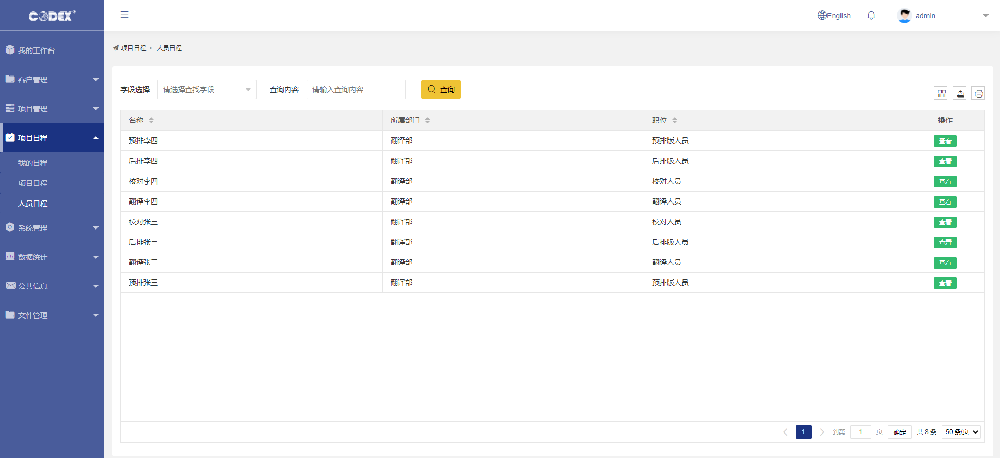 CODEX®
English
admin
我的工作台
客户管理
项目管理
项目日程
我的日程
项目日程
人员日程
系统管理
数据统计
公共信息
文件管理
项目日程 > 人员日程
字段选择 请选择查找字段 查询内容 请输入查询内容 查询
名称 所属部门 职位 操作
预排李四 翻译部 预排版人员 查看
后排李四 翻译部 后排版人员 查看
校对李四 翻译部 校对人员 查看
翻译李四 翻译部 翻译人员 查看
校对张三 翻译部 校对人员 查看
后排张三 翻译部 后排版人员 查看
翻译张三 翻译部 翻译人员 查看
预排张三 翻译部 预排版人员 查看
1 到第 1 页 确定 共 8 条 50 条/页